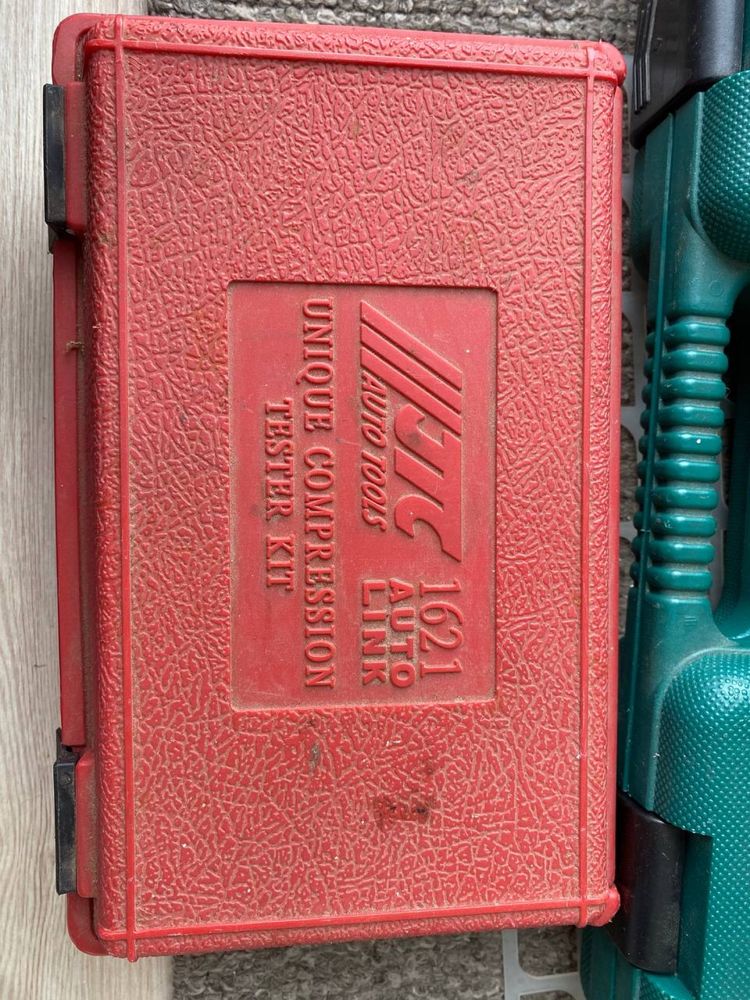 JTC 1621
AUTO TOOLS AUTO LINK
UNIQUE COMPRESSION
TESTER KIT